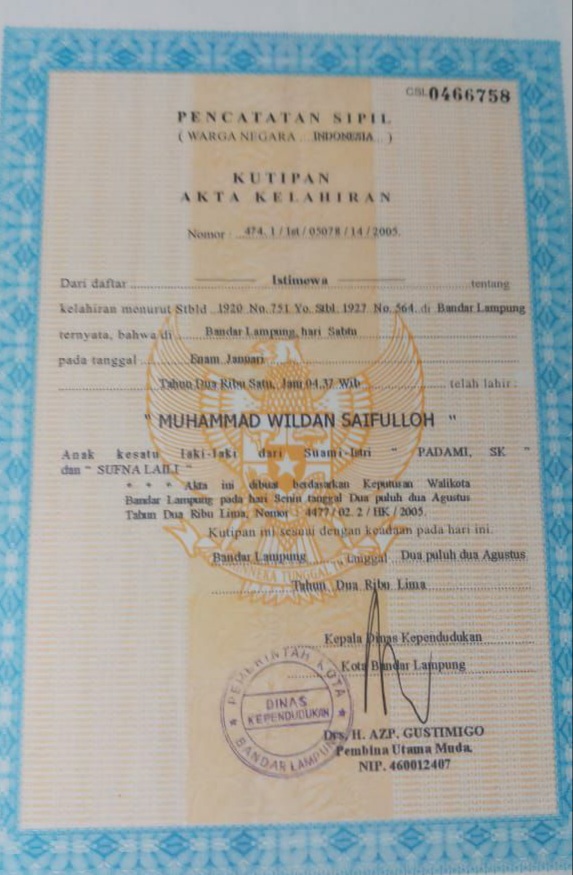 CSL 0466758
PENCATATAN SIPIL
( WARGA NEGARA ... INDONESIA ... )
KUTIPAN
AKTA KELAHIRAN
Nomor : ...474. 1 / Ist / 05078 / 14 / 2005.
Dari daftar ........ Istimewa ........ tentang
kelahiran menurut Stbld . 1920 No. 751 Yo. Stbl. 1927 No. 564. di Bandar Lampung
ternyata, bahwa di ..... Bandar Lampung, hari Sabtu
pada tanggal ........ Enam Januari
Tahun Dua Ribu Satu, Jam 04.37 Wib ........ telah lahir :
" MUHAMMAD WILDAN SAIFULLOH "
Anak kesatu laki-laki dari Suami-Istri " PADAMI, SK "
dan " SUFNA LAILI "
* * * Akta ini dibuat berdasarkan Keputusan Walikota
Bandar Lampung pada hari Senin tanggal Dua puluh dua Agustus
Tahun Dua Ribu Lima, Nomor : 4477 / 02. 2 / HK / 2005.
Kutipan ini sesuai dengan keadaan pada hari ini.
Bandar Lampung ..., tanggal Dua puluh dua Agustus
Tahun Dua Ribu Lima
Kepala Dinas Kependudukan
Kota Bandar Lampung
PEMERINTAH KOTA
DINAS
KEPENDUDUKAN
BANDAR LAMPUNG
Drs. H. AZP. GUSTIMIGO
Pembina Utama Muda.
NIP. 460012407